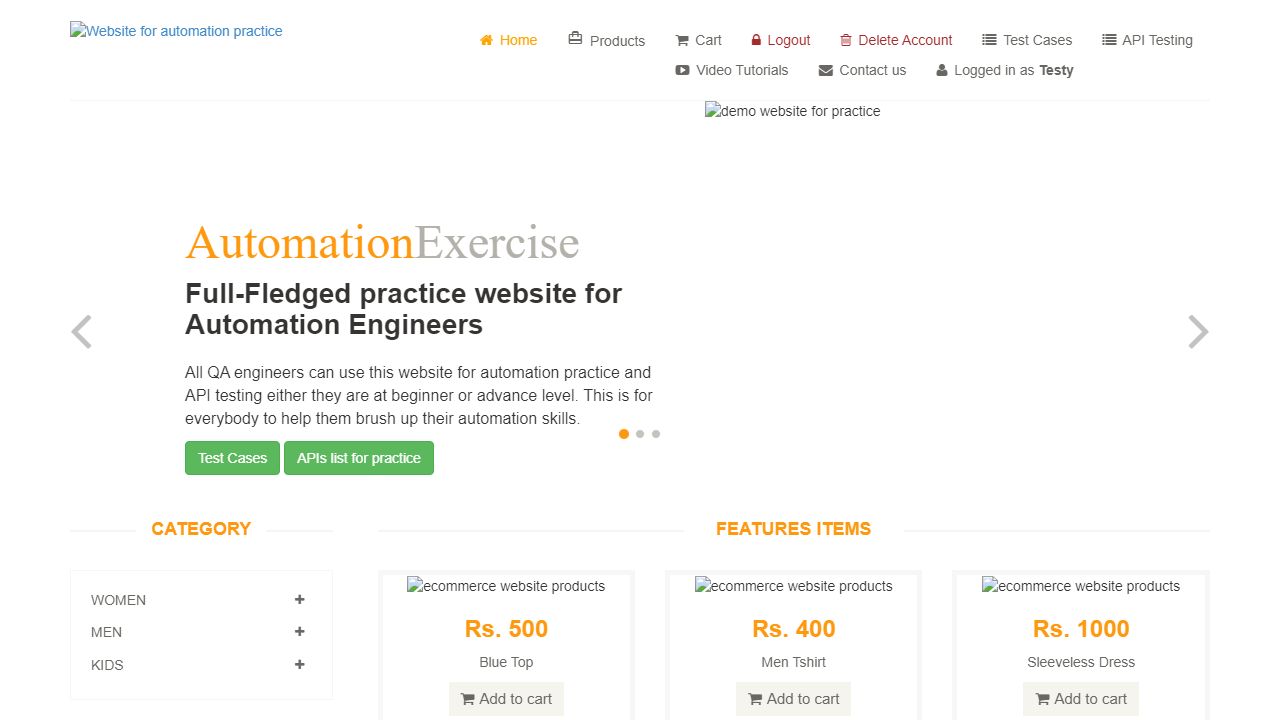 Website for automation practice
Home Products Cart Logout Delete Account Test Cases API Testing
Video Tutorials Contact us Logged in as Testy
demo website for practice
AutomationExercise
Full-Fledged practice website for
Automation Engineers
All QA engineers can use this website for automation practice and
API testing either they are at beginner or advance level. This is for
everybody to help them brush up their automation skills.
Test Cases APIs list for practice
CATEGORY
WOMEN
MEN
KIDS
FEATURES ITEMS
ecommerce website products
Rs. 500
Blue Top
Add to cart
ecommerce website products
Rs. 400
Men Tshirt
Add to cart
ecommerce website products
Rs. 1000
Sleeveless Dress
Add to cart